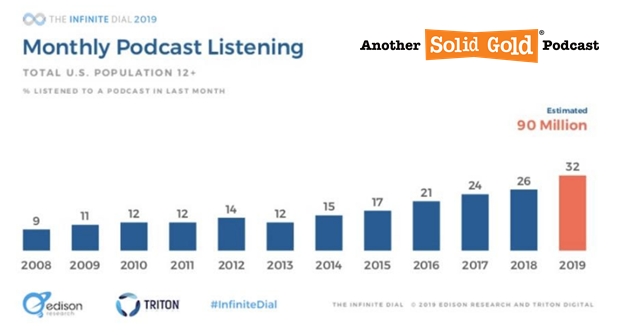 THE INFINITE DIAL 2019
Monthly Podcast Listening
Another Solid Gold® Podcast
TOTAL U.S. POPULATION 12+
% LISTENED TO A PODCAST IN LAST MONTH
Estimated
90 Million
9 11 12 12 14 12 15 17 21 24 26 32
2008 2009 2010 2011 2012 2013 2014 2015 2016 2017 2018 2019
edison research
TRITON
#InfiniteDial
THE INFINITE DIAL © 2019 EDISON RESEARCH AND TRITON DIGITAL